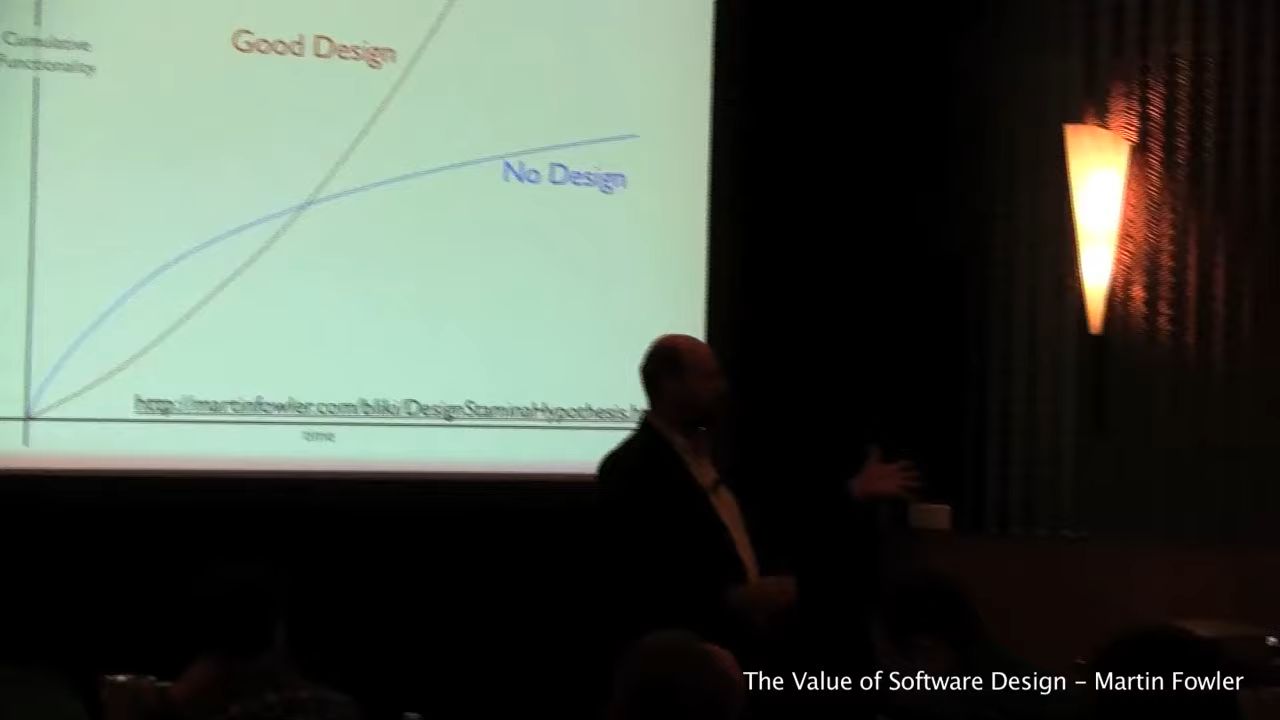 Cumulative
Functionality
Good Design
No Design
http://martinfowler.com/bliki/DesignStaminaHypothesis.h
time
The Value of Software Design – Martin Fowler